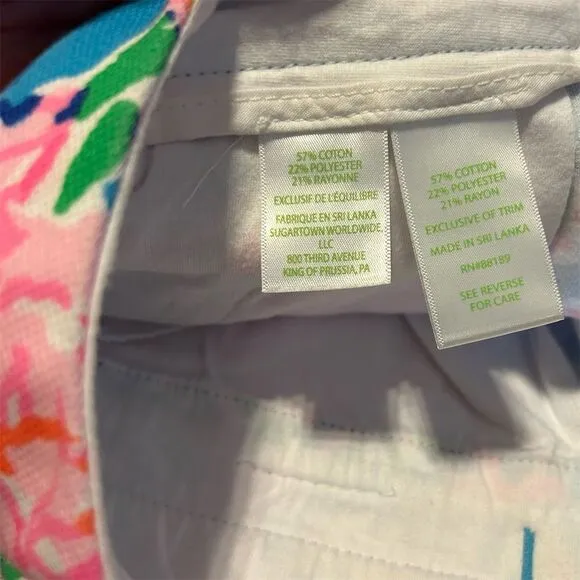 57% COTON
22% POLYESTER
21% RAYONNE
EXCLUSIF DE L'EQUILIBRE
FABRIQUE EN SRI LANKA
SUGARTOWN WORLDWIDE,
LLC
800 THIRD AVENUE
KING OF PRUSSIA, PA
57% COTTON
22% POLYESTER
21% RAYON
EXCLUSIVE OF TRIM
MADE IN SRI LANKA
RN#88189
SEE REVERSE
FOR CARE